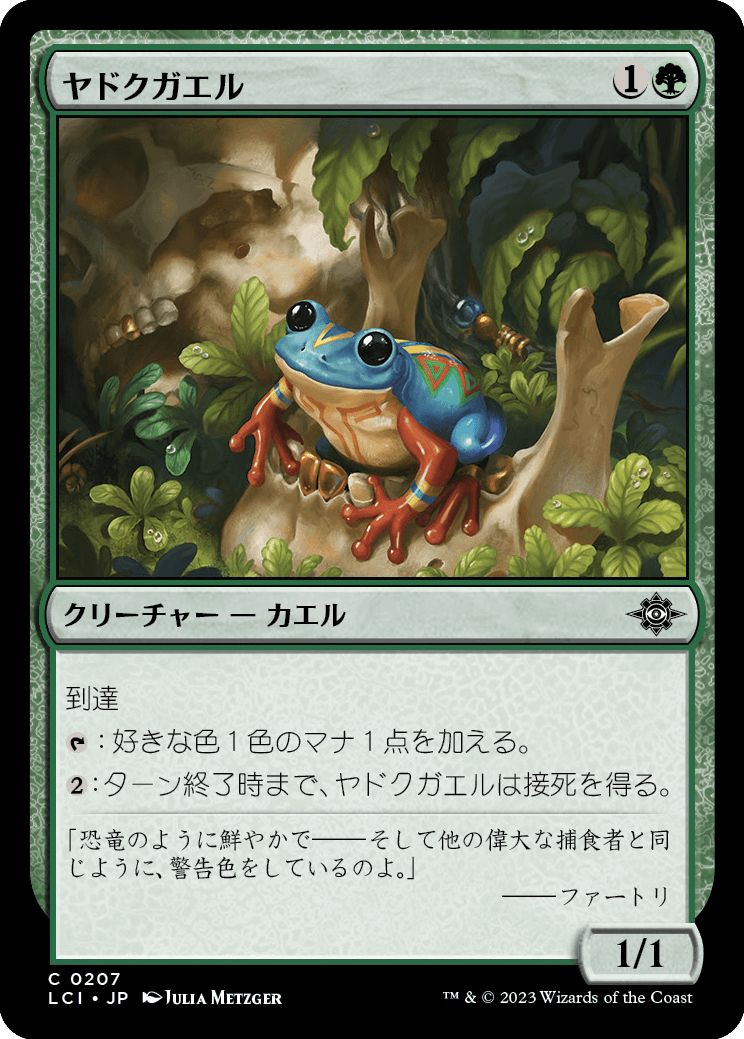 ヤドクガエル 1
クリーチャー — カエル
到達
：好きな色１色のマナ１点を加える。
2：ターン終了時まで、ヤドクガエルは接死を得る。
「恐竜のように鮮やかで――そして他の偉大な捕食者と同
じように、警告色をしているのよ。」
――ファートリ
1/1
C 0207
LCI • JP Julia Metzger
™ & © 2023 Wizards of the Coast